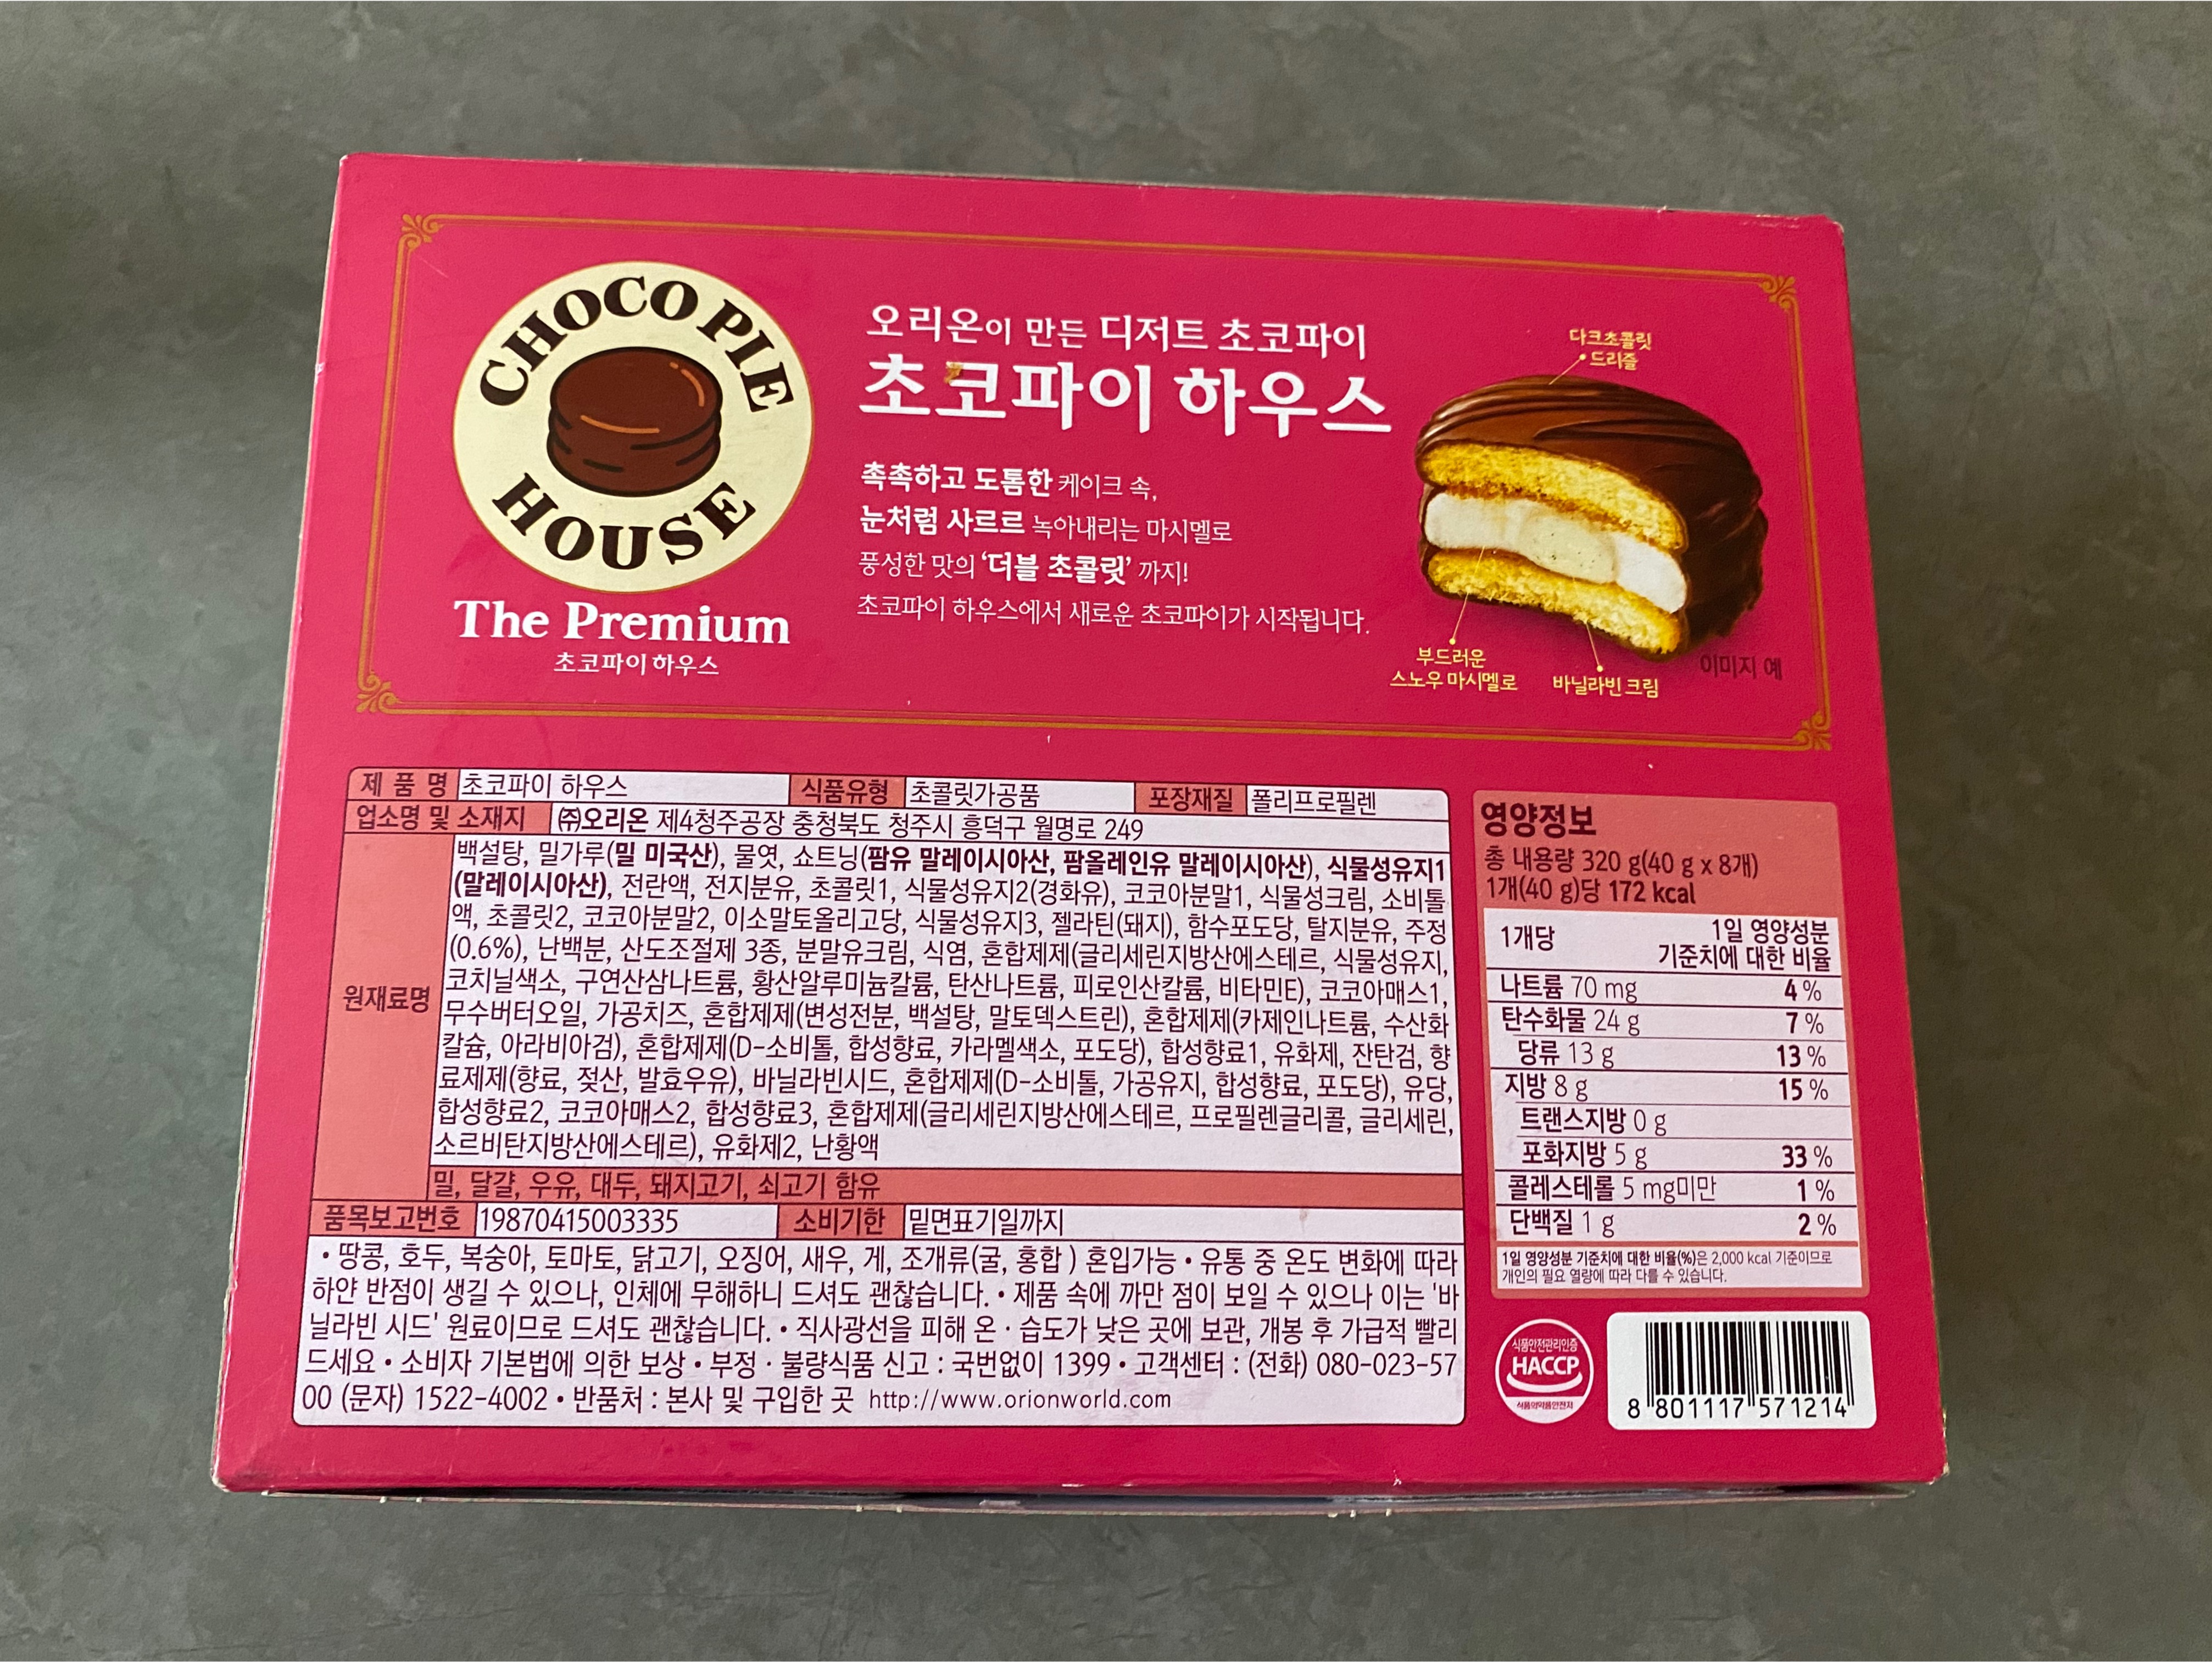 CHOCO PIE
HOUSE
The Premium
초코파이 하우스
오리온이 만든 디저트 초코파이
초코파이 하우스
촉촉하고 도톰한 케이크 속,
눈처럼 사르르 녹아내리는 마시멜로
풍성한 맛의 '더블 초콜릿' 까지!
초코파이 하우스에서 새로운 초코파이가 시작됩니다.
다크초콜릿
드리즐
부드러운
스노우 마시멜로
바닐라빈 크림
이미지 예
제 품 명 초코파이 하우스 식품유형 초콜릿가공품 포장재질 폴리프로필렌
업소명 및 소재지 ㈜오리온 제4청주공장 충청북도 청주시 흥덕구 월명로 249
원재료명
백설탕, 밀가루(밀 미국산), 물엿, 쇼트닝(팜유 말레이시아산, 팜올레인유 말레이시아산), 식물성유지1
(말레이시아산), 전란액, 전지분유, 초콜릿1, 식물성유지2(경화유), 코코아분말1, 식물성크림, 소비톨
액, 초콜릿2, 코코아분말2, 이소말토올리고당, 식물성유지3, 젤라틴(돼지), 함수포도당, 탈지분유, 주정
(0.6%), 난백분, 산도조절제 3종, 분말유크림, 식염, 혼합제제(글리세린지방산에스테르, 식물성유지,
코치닐색소, 구연산삼나트륨, 황산알루미늄칼륨, 탄산나트륨, 피로인산칼륨, 비타민E), 코코아매스1,
무수버터오일, 가공치즈, 혼합제제(변성전분, 백설탕, 말토덱스트린), 혼합제제(카제인나트륨, 수산화
칼슘, 아라비아검), 혼합제제(D-소비톨, 합성향료, 카라멜색소, 포도당), 합성향료1, 유화제, 잔탄검, 향
료제제(향료, 젖산, 발효우유), 바닐라빈시드, 혼합제제(D-소비톨, 가공유지, 합성향료, 포도당), 유당,
합성향료2, 코코아매스2, 합성향료3, 혼합제제(글리세린지방산에스테르, 프로필렌글리콜, 글리세린,
소르비탄지방산에스테르), 유화제2, 난황액
밀, 달걀, 우유, 대두, 돼지고기, 쇠고기 함유
품목보고번호 19870415003335 소비기한 밑면표기일까지
• 땅콩, 호두, 복숭아, 토마토, 닭고기, 오징어, 새우, 게, 조개류(굴, 홍합 ) 혼입가능 • 유통 중 온도 변화에 따라
하얀 반점이 생길 수 있으나, 인체에 무해하니 드셔도 괜찮습니다. • 제품 속에 까만 점이 보일 수 있으나 이는 '바
닐라빈 시드' 원료이므로 드셔도 괜찮습니다. • 직사광선을 피해 온 · 습도가 낮은 곳에 보관, 개봉 후 가급적 빨리
드세요 • 소비자 기본법에 의한 보상 • 부정 · 불량식품 신고 : 국번없이 1399 • 고객센터 : (전화) 080-023-57
00 (문자) 1522-4002 • 반품처 : 본사 및 구입한 곳 http://www.orionworld.com
영양정보
총 내용량 320 g(40 g x 8개)
1개(40 g)당 172 kcal
1개당 1일 영양성분
기준치에 대한 비율
나트륨 70 mg 4 %
탄수화물 24 g 7 %
당류 13 g 13 %
지방 8 g 15 %
트랜스지방 0 g
포화지방 5 g 33 %
콜레스테롤 5 mg미만 1 %
단백질 1 g 2 %
1일 영양성분 기준치에 대한 비율(%)은 2,000 kcal 기준이므로
개인의 필요 열량에 따라 다를 수 있습니다.
식품안전관리인증
HACCP
식품의약품안전처
8 801117 571214